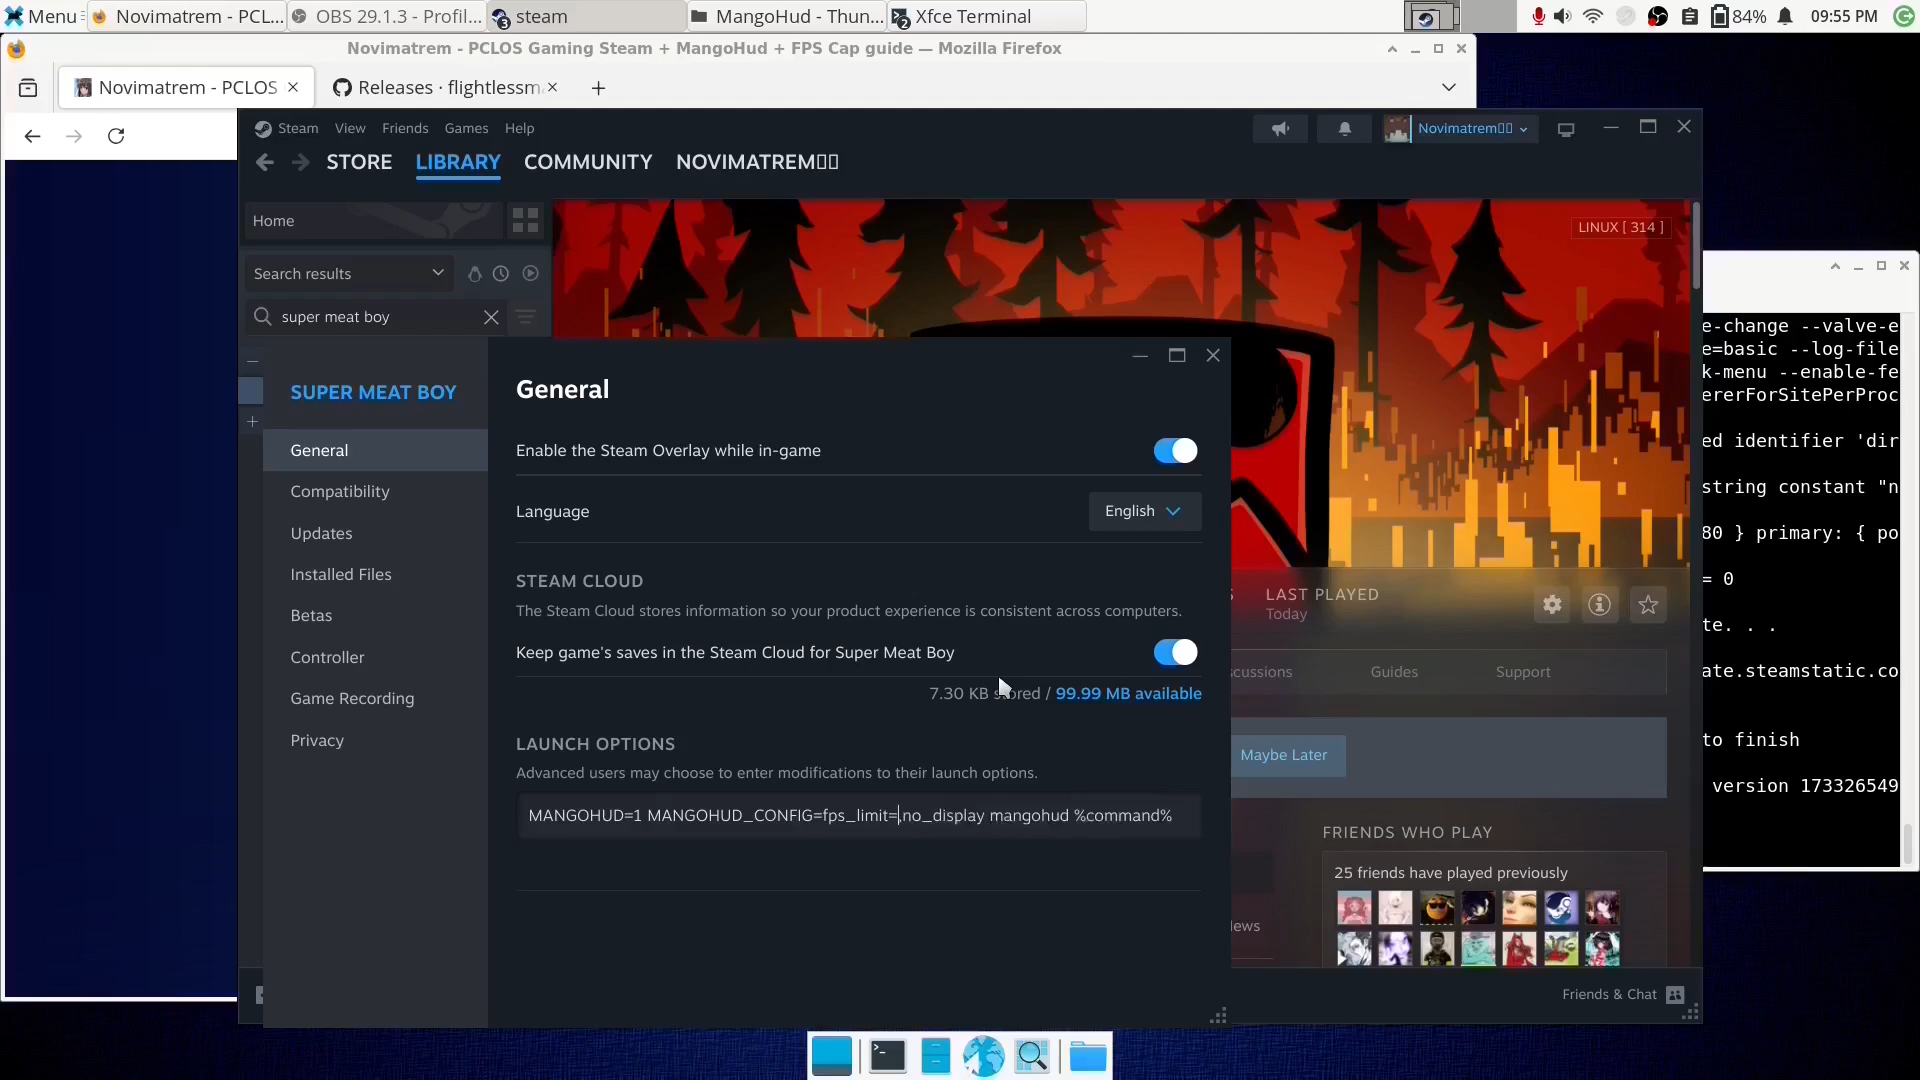 Menu
Novimatrem - PCL...
OBS 29.1.3 - Profil...
3 steam
MangoHud - Thun...
2 Xfce Terminal
84%
09:55 PM
Novimatrem - PCLOS Gaming Steam + MangoHud + FPS Cap guide — Mozilla Firefox
Novimatrem - PCLOS
Releases · flightlessm
Steam View Friends Games Help
Novimatrem▯▯
STORE LIBRARY COMMUNITY NOVIMATREM▯▯
Home
LINUX [ 314 ]
Search results
super meat boy
e-change --valve-e
e=basic --log-file
k-menu --enable-fe
ererForSitePerProc
ed identifier 'dir
string constant "n
80 } primary: { po
= 0
te. . .
ate.steamstatic.co
to finish
version 173326549
SUPER MEAT BOY
General
Compatibility
Updates
Installed Files
Betas
Controller
Game Recording
Privacy
General
Enable the Steam Overlay while in-game
Language
English
STEAM CLOUD
The Steam Cloud stores information so your product experience is consistent across computers.
Keep game's saves in the Steam Cloud for Super Meat Boy
7.30 KB stored / 99.99 MB available
LAUNCH OPTIONS
Advanced users may choose to enter modifications to their launch options.
MANGOHUD=1 MANGOHUD_CONFIG=fps_limit=,no_display mangohud %command%
S
LAST PLAYED
Today
scussions
Guides
Support
Maybe Later
FRIENDS WHO PLAY
25 friends have played previously
iews
Friends & Chat